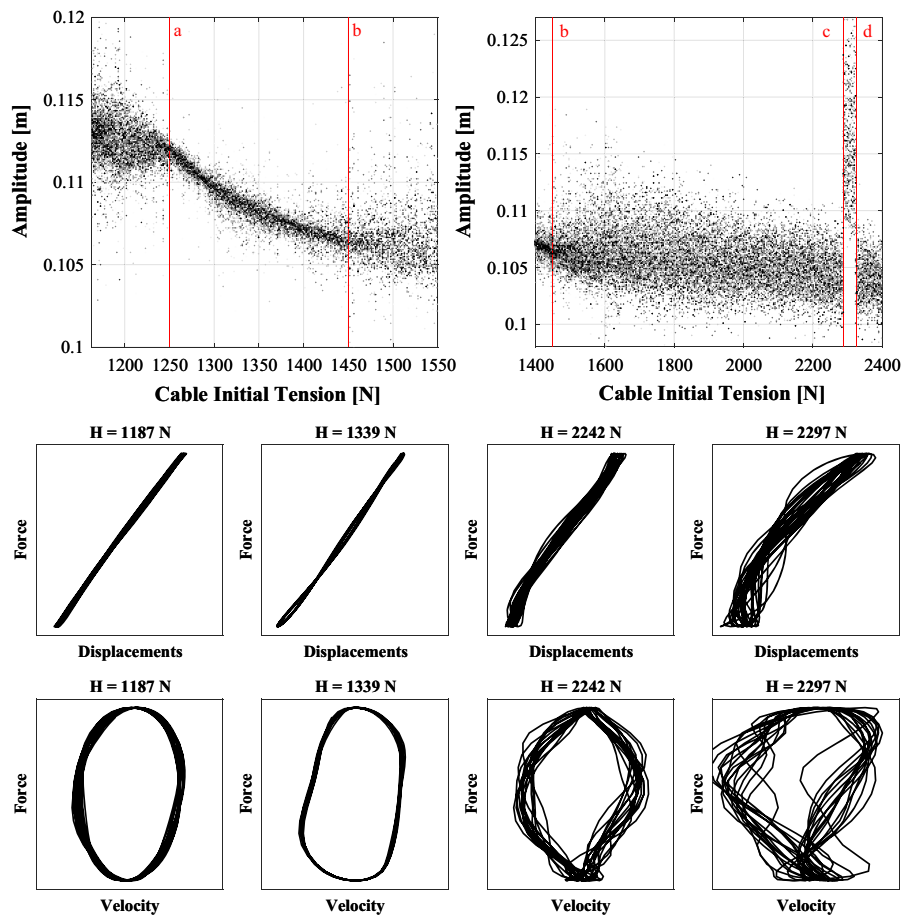 a
b
0.12
0.115
0.11
0.105
0.1
Amplitude [m]
1200 1250 1300 1350 1400 1450 1500 1550
Cable Initial Tension [N]
b
c
d
0.125
0.12
0.115
0.11
0.105
0.1
Amplitude [m]
1400 1600 1800 2000 2200 2400
Cable Initial Tension [N]
H = 1187 N
H = 1339 N
H = 2242 N
H = 2297 N
Force
Force
Force
Force
Displacements
Displacements
Displacements
Displacements
H = 1187 N
H = 1339 N
H = 2242 N
H = 2297 N
Force
Force
Force
Force
Velocity
Velocity
Velocity
Velocity